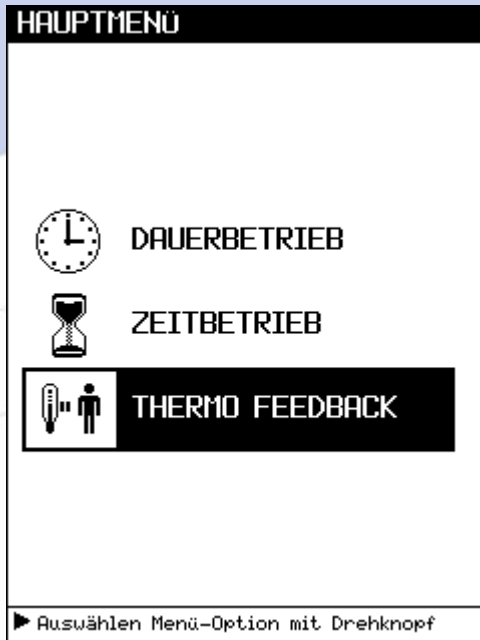 HAUPTMENü
DAUERBETRIEB
ZEITBETRIEB
THERMO FEEDBACK
▶ Auswählen Menü-Option mit Drehknopf